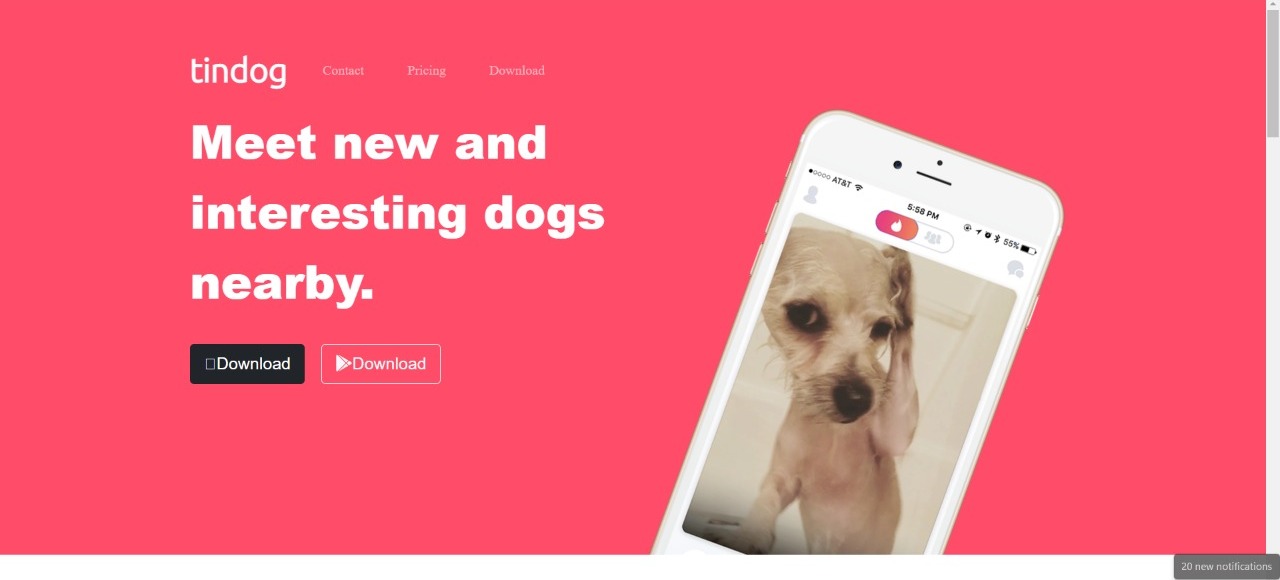 tindog
Contact Pricing Download
Meet new and
interesting dogs
nearby.
Download Download
AT&T 5:58 PM 55%
20 new notifications